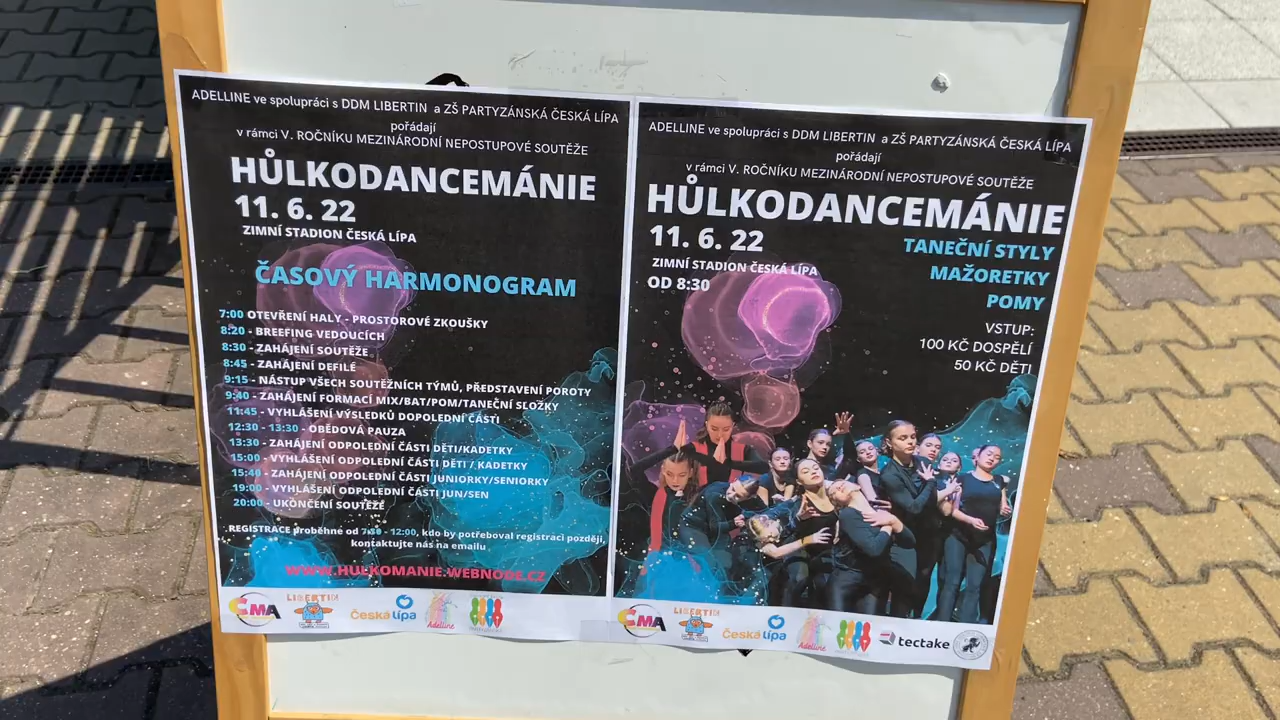 ADELLINE ve spolupráci s DDM LIBERTIN a ZŠ PARTYZÁNSKÁ ČESKÁ LÍPA
pořádají
v rámci V. ROČNÍKU MEZINÁRODNÍ NEPOSTUPOVÉ SOUTĚŽE
HŮLKODANCEMÁNIE
11. 6. 22
ZIMNÍ STADION ČESKÁ LÍPA
ČASOVÝ HARMONOGRAM
7:00 OTEVŘENÍ HALY - PROSTOROVÉ ZKOUŠKY
8:20 - BREEFING VEDOUCÍCH
8:30 - ZAHÁJENÍ SOUTĚŽE
8:45 - ZAHÁJENÍ DEFILÉ
9:15 - NÁSTUP VŠECH SOUTĚŽNÍCH TÝMŮ, PŘEDSTAVENÍ POROTY
9:40 - ZAHÁJENÍ FORMACÍ MIX/BAT/POM/TANEČNÍ SLOŽKY
11:45 - VYHLÁŠENÍ VÝSLEDKŮ DOPOLEDNÍ ČÁSTI
12:30 - 13:30 - OBĚDOVÁ PAUZA
13:30 - ZAHÁJENÍ ODPOLEDNÍ ČÁSTI DĚTI/KADETKY
15:00 - VYHLÁŠENÍ ODPOLEDNÍ ČÁSTI DĚTI / KADETKY
15:40 - ZAHÁJENÍ ODPOLEDNÍ ČÁSTI JUNIORKY/SENIORKY
19:00 - VYHLÁŠENÍ ODPOLEDNÍ ČÁSTI JUN/SEN
20:00 - UKONČENÍ SOUTĚŽE
REGISTRACE proběhne od 7:30 - 12:00, kdo by potřeboval registraci později,
kontaktujte nás na emailu
WWW.HULKOMANIE.WEBNODE.CZ
CMA
LIBERTIN
Česká lípa
Adelline
ADELLINE ve spolupráci s DDM LIBERTIN a ZŠ PARTYZÁNSKÁ ČESKÁ LÍPA
pořádají
v rámci V. ROČNÍKU MEZINÁRODNÍ NEPOSTUPOVÉ SOUTĚŽE
HŮLKODANCEMÁNIE
11. 6. 22
ZIMNÍ STADION ČESKÁ LÍPA
OD 8:30
TANEČNÍ STYLY
MAŽORETKY
POMY
VSTUP:
100 KČ DOSPĚLÍ
50 KČ DĚTI
CMA
LIBERTIN
Česká lípa
Adelline
tectake